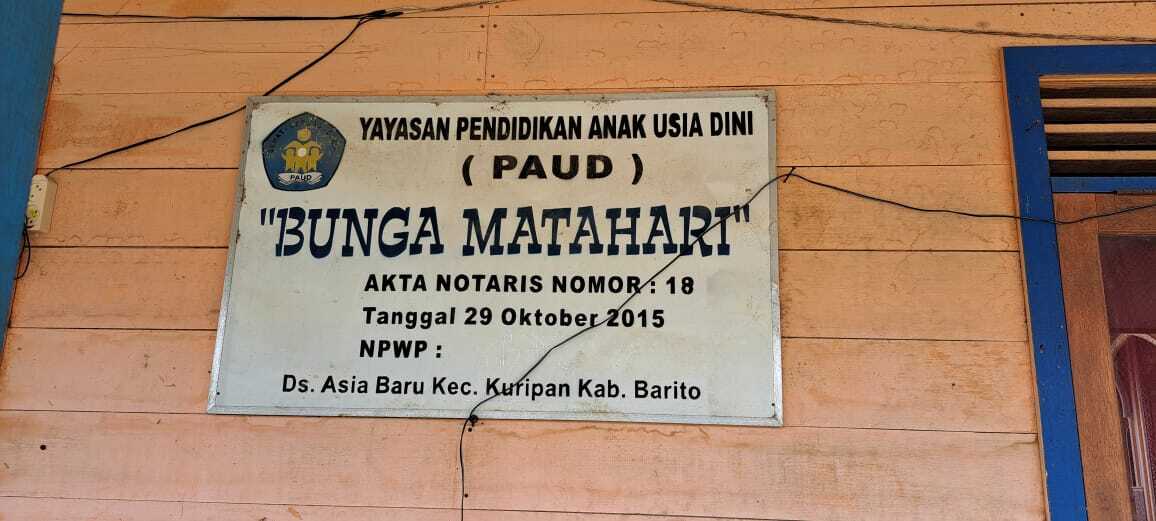 YAYASAN PENDIDIKAN ANAK USIA DINI
( PAUD )
PAUD
"BUNGA MATAHARI"
AKTA NOTARIS NOMOR : 18
Tanggal 29 Oktober 2015
NPWP :
Ds. Asia Baru Kec. Kuripan Kab. Barito